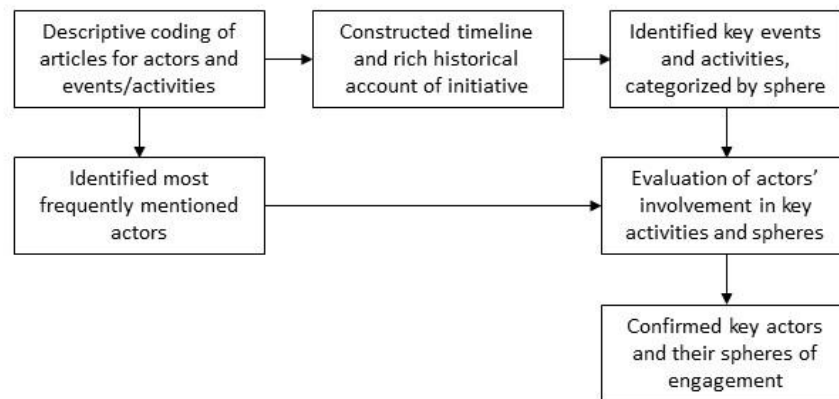 Descriptive coding of
articles for actors and
events/activities
Constructed timeline
and rich historical
account of initiative
Identified key events
and activities,
categorized by sphere
Identified most
frequently mentioned
actors
Evaluation of actors’
involvement in key
activities and spheres
Confirmed key actors
and their spheres of
engagement